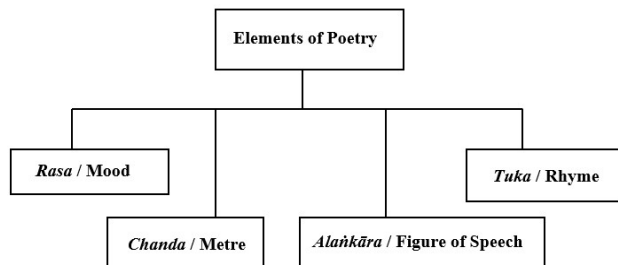 Elements of Poetry
Rasa / Mood
Tuka / Rhyme
Chanda / Metre
Alaṅkāra / Figure of Speech